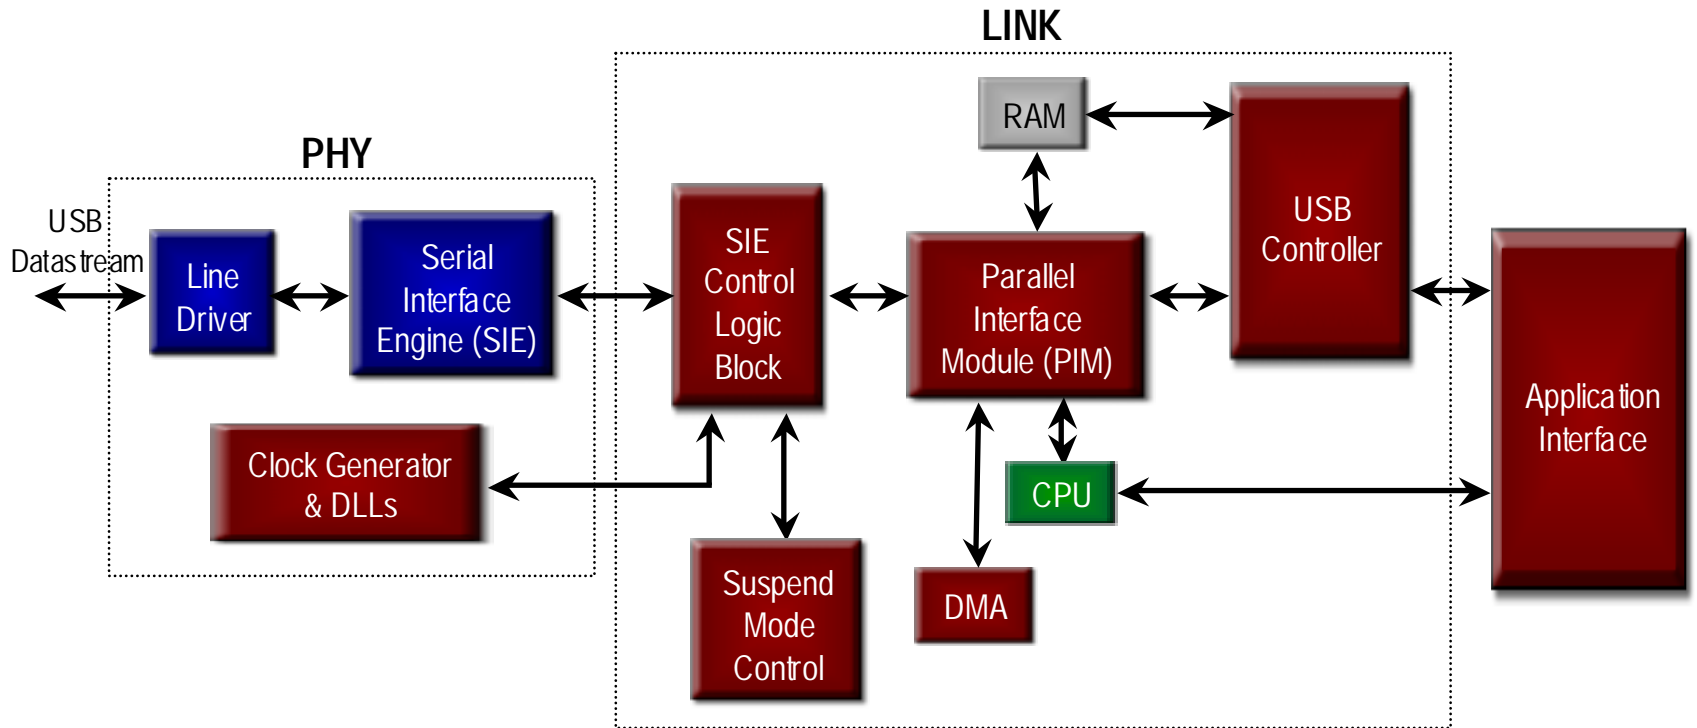 LINK
PHY
USB
Datastream
Line
Driver
Serial
Interface
Engine (SIE)
Clock Generator
& DLLs
SIE
Control
Logic
Block
Suspend
Mode
Control
RAM
Parallel
Interface
Module (PIM)
CPU
DMA
USB
Controller
Application
Interface